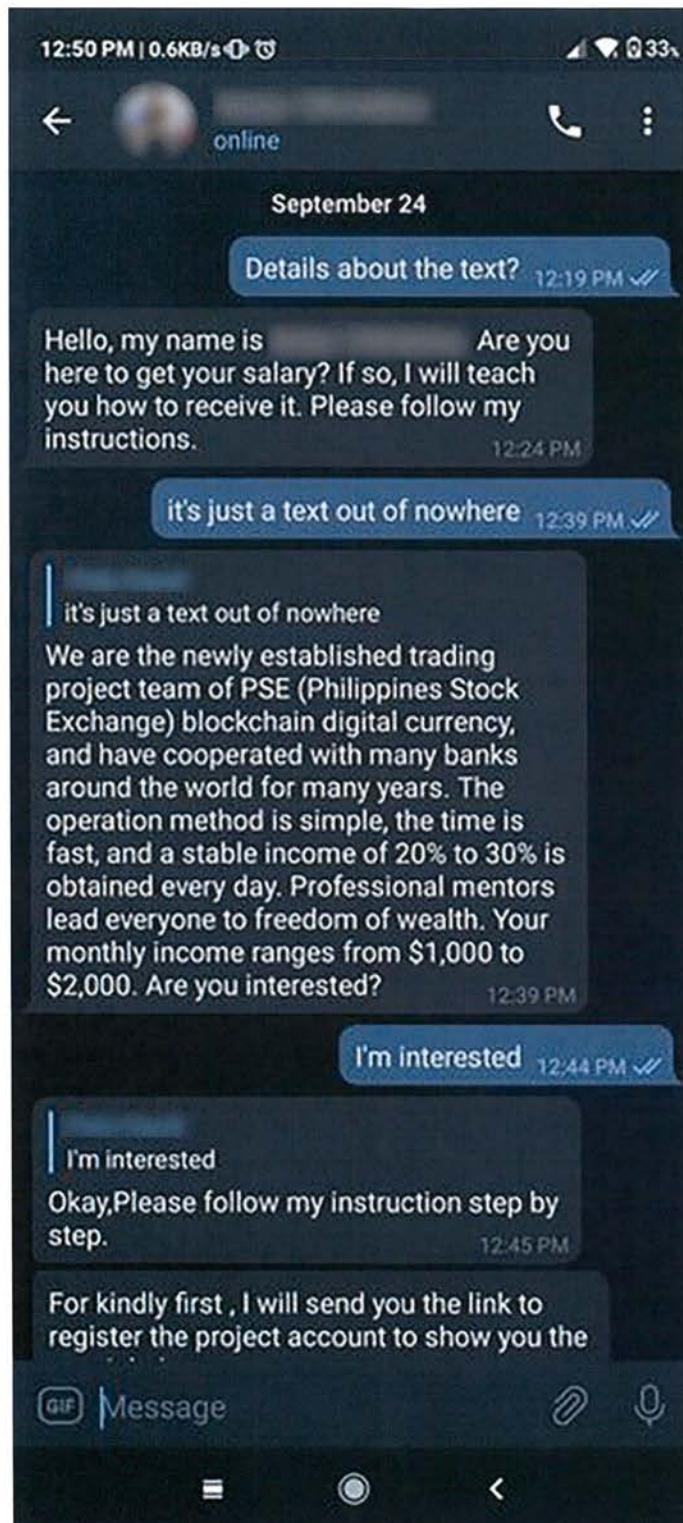 12:50 PM | 0.6KB/s
33%
online
September 24
Details about the text? 12:19 PM
Hello, my name is Are you
here to get your salary? If so, I will teach
you how to receive it. Please follow my
instructions. 12:24 PM
it's just a text out of nowhere 12:39 PM
it's just a text out of nowhere
We are the newly established trading
project team of PSE (Philippines Stock
Exchange) blockchain digital currency,
and have cooperated with many banks
around the world for many years. The
operation method is simple, the time is
fast, and a stable income of 20% to 30% is
obtained every day. Professional mentors
lead everyone to freedom of wealth. Your
monthly income ranges from $1,000 to
$2,000. Are you interested? 12:39 PM
I'm interested 12:44 PM
I'm interested
Okay,Please follow my instruction step by
step. 12:45 PM
For kindly first , I will send you the link to
register the project account to show you the
GIF Message